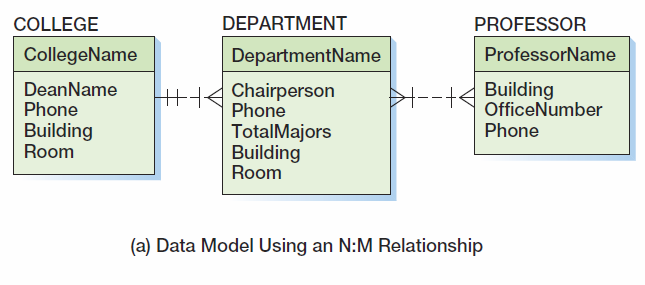 COLLEGE
CollegeName
DeanName
Phone
Building
Room
DEPARTMENT
DepartmentName
Chairperson
Phone
TotalMajors
Building
Room
PROFESSOR
ProfessorName
Building
OfficeNumber
Phone
(a) Data Model Using an N:M Relationship